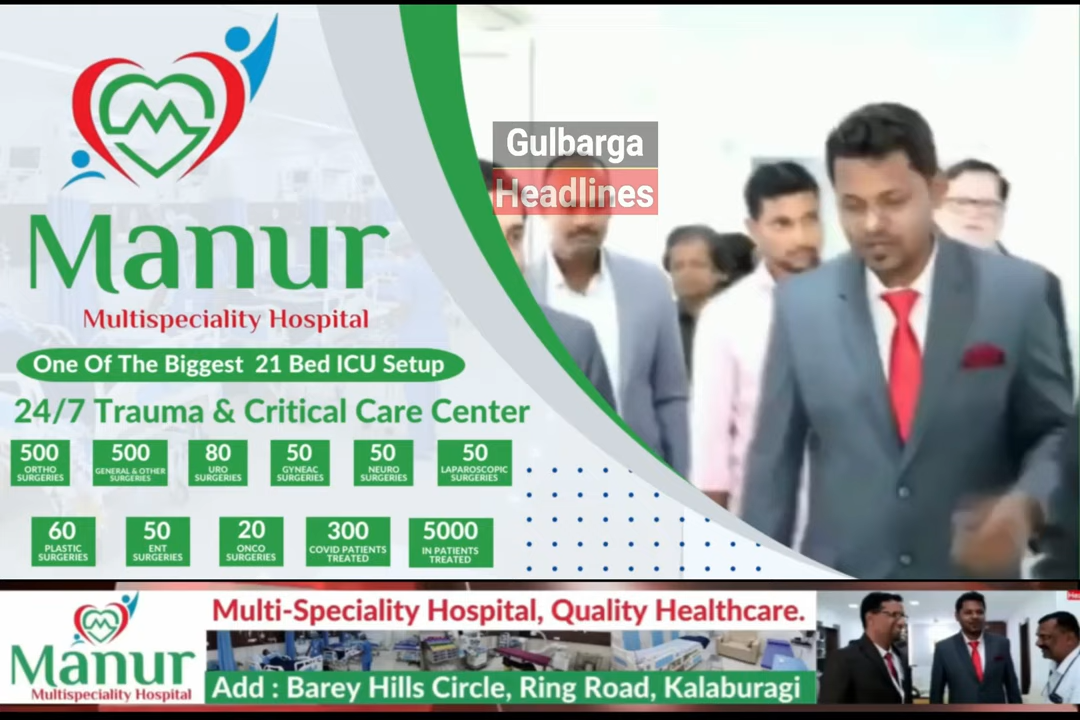 Manur
Multispeciality Hospital
One Of The Biggest 21 Bed ICU Setup
24/7 Trauma & Critical Care Center
500
ORTHO
SURGERIES
500
GENERAL & OTHER
SURGERIES
80
URO
SURGERIES
50
GYNEAC
SURGERIES
50
NEURO
SURGERIES
50
LAPAROSCOPIC
SURGERIES
60
PLASTIC
SURGERIES
50
ENT
SURGERIES
20
ONCO
SURGERIES
300
COVID PATIENTS
TREATED
5000
IN PATIENTS
TREATED
Gulbarga
Headlines
Manur
Multispeciality Hospital
Multi-Speciality Hospital, Quality Healthcare.
Add : Barey Hills Circle, Ring Road, Kalaburagi